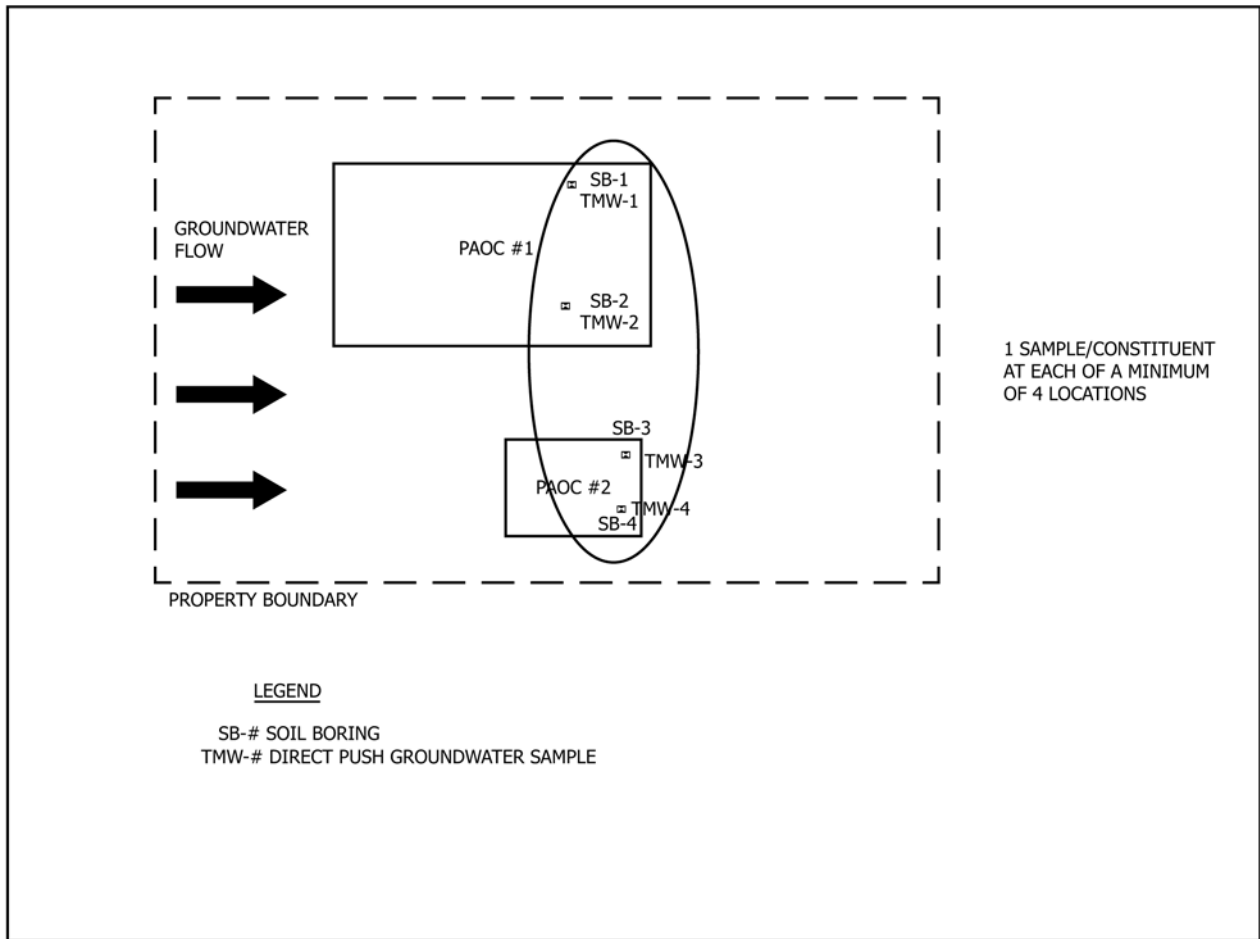 GROUNDWATER
FLOW
PAOC #1
SB-1
TMW-1
SB-2
TMW-2
SB-3
TMW-3
PAOC #2
TMW-4
SB-4
1 SAMPLE/CONSTITUENT
AT EACH OF A MINIMUM
OF 4 LOCATIONS
PROPERTY BOUNDARY
LEGEND
SB-# SOIL BORING
TMW-# DIRECT PUSH GROUNDWATER SAMPLE